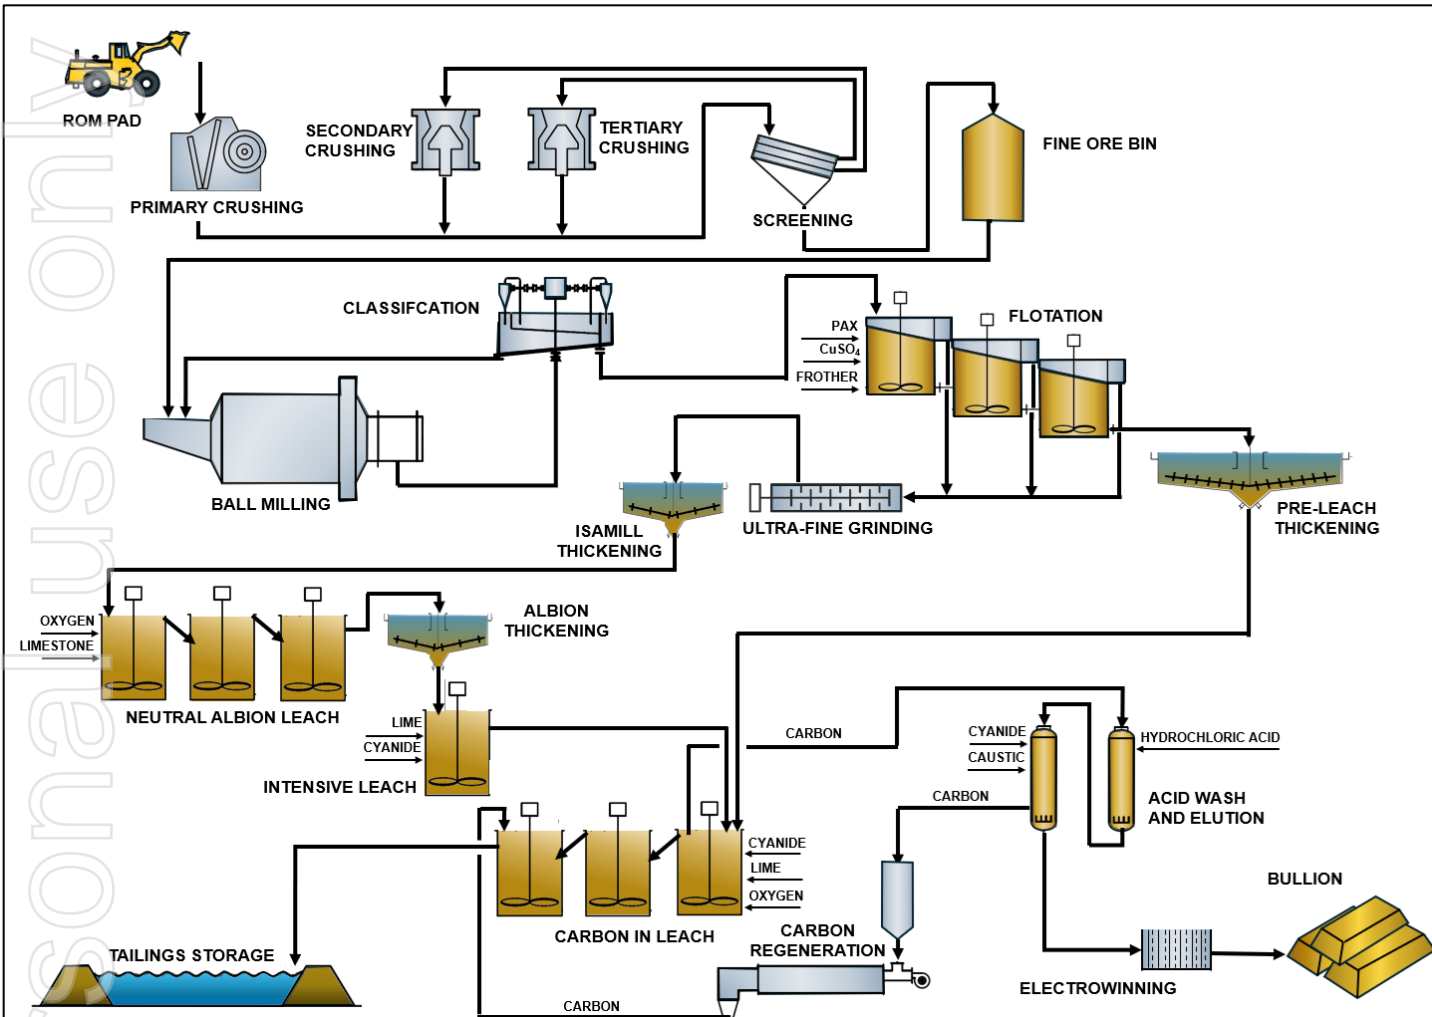 ROM PAD
PRIMARY CRUSHING
SECONDARY
CRUSHING
TERTIARY
CRUSHING
SCREENING
FINE ORE BIN
CLASSIFCATION
BALL MILLING
PAX
CuSO₄
FROTHER
FLOTATION
ISAMILL
THICKENING
ULTRA-FINE GRINDING
PRE-LEACH
THICKENING
OXYGEN
LIMESTONE
NEUTRAL ALBION LEACH
ALBION
THICKENING
LIME
CYANIDE
INTENSIVE LEACH
CARBON
CYANIDE
CAUSTIC
HYDROCHLORIC ACID
CARBON
ACID WASH
AND ELUTION
CYANIDE
LIME
OXYGEN
CARBON IN LEACH
CARBON
REGENERATION
CARBON
BULLION
ELECTROWINNING
TAILINGS STORAGE
sonal use only